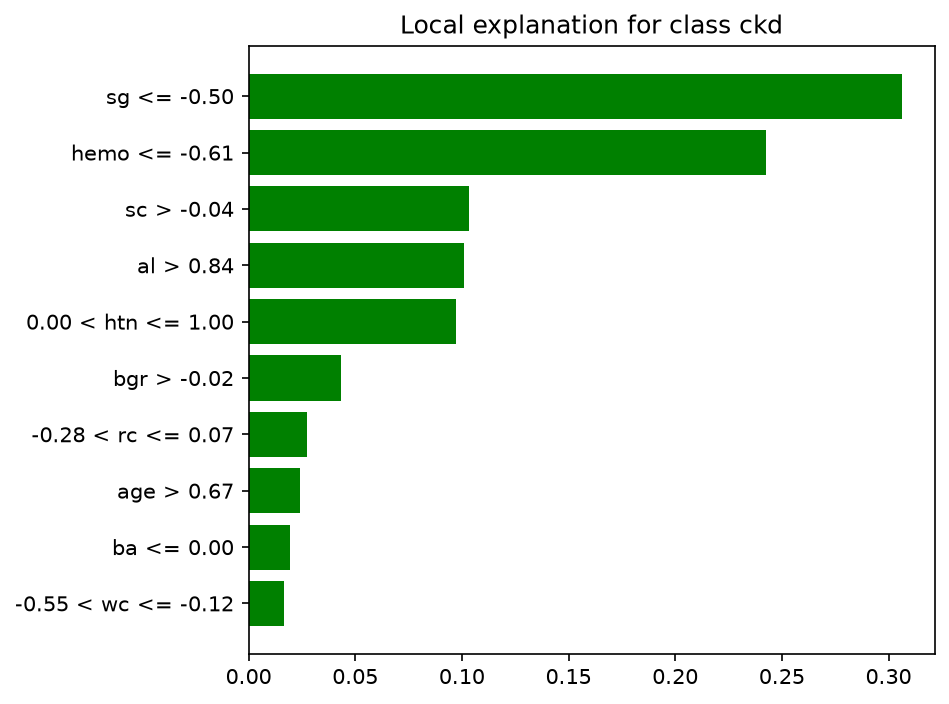 Local explanation for class ckd
sg <= -0.50
hemo <= -0.61
sc > -0.04
al > 0.84
0.00 < htn <= 1.00
bgr > -0.02
-0.28 < rc <= 0.07
age > 0.67
ba <= 0.00
-0.55 < wc <= -0.12
0.00 0.05 0.10 0.15 0.20 0.25 0.30